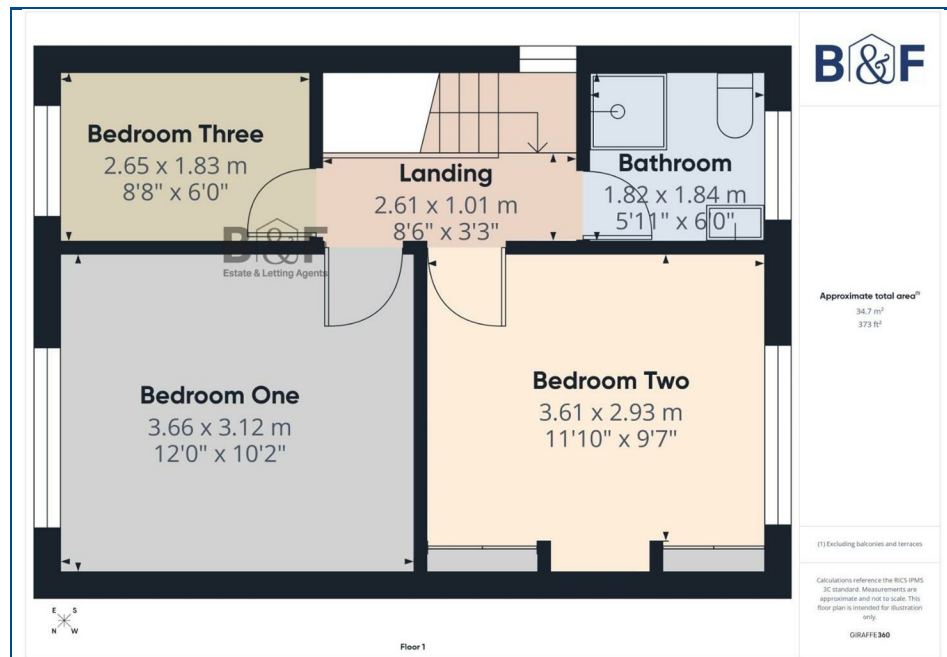 Bedroom Three
2.65 x 1.83 m
8'8" x 6'0"
Landing
2.61 x 1.01 m
8'6" x 3'3"
Bathroom
1.82 x 1.84 m
5'11" x 6'0"
B&F
Estate & Letting Agents
Bedroom One
3.66 x 3.12 m
12'0" x 10'2"
Bedroom Two
3.61 x 2.93 m
11'10" x 9'7"
E S
N W
Floor 1
B&F
Approximate total area⁽¹⁾
34.7 m²
373 ft²
(1) Excluding balconies and terraces
Calculations reference the RICS IPMS
3C standard. Measurements are
approximate and not to scale. This
floor plan is intended for illustration
only.
GIRAFFE360